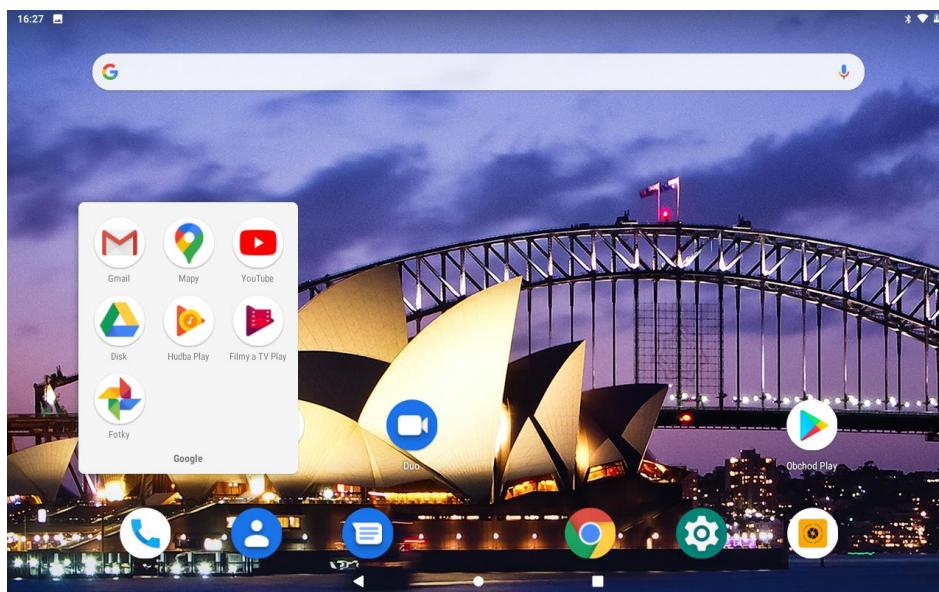 16:27
Gmail
Mapy
YouTube
Disk
Hudba Play
Filmy a TV Play
Fotky
Google
Duo
Obchod Play